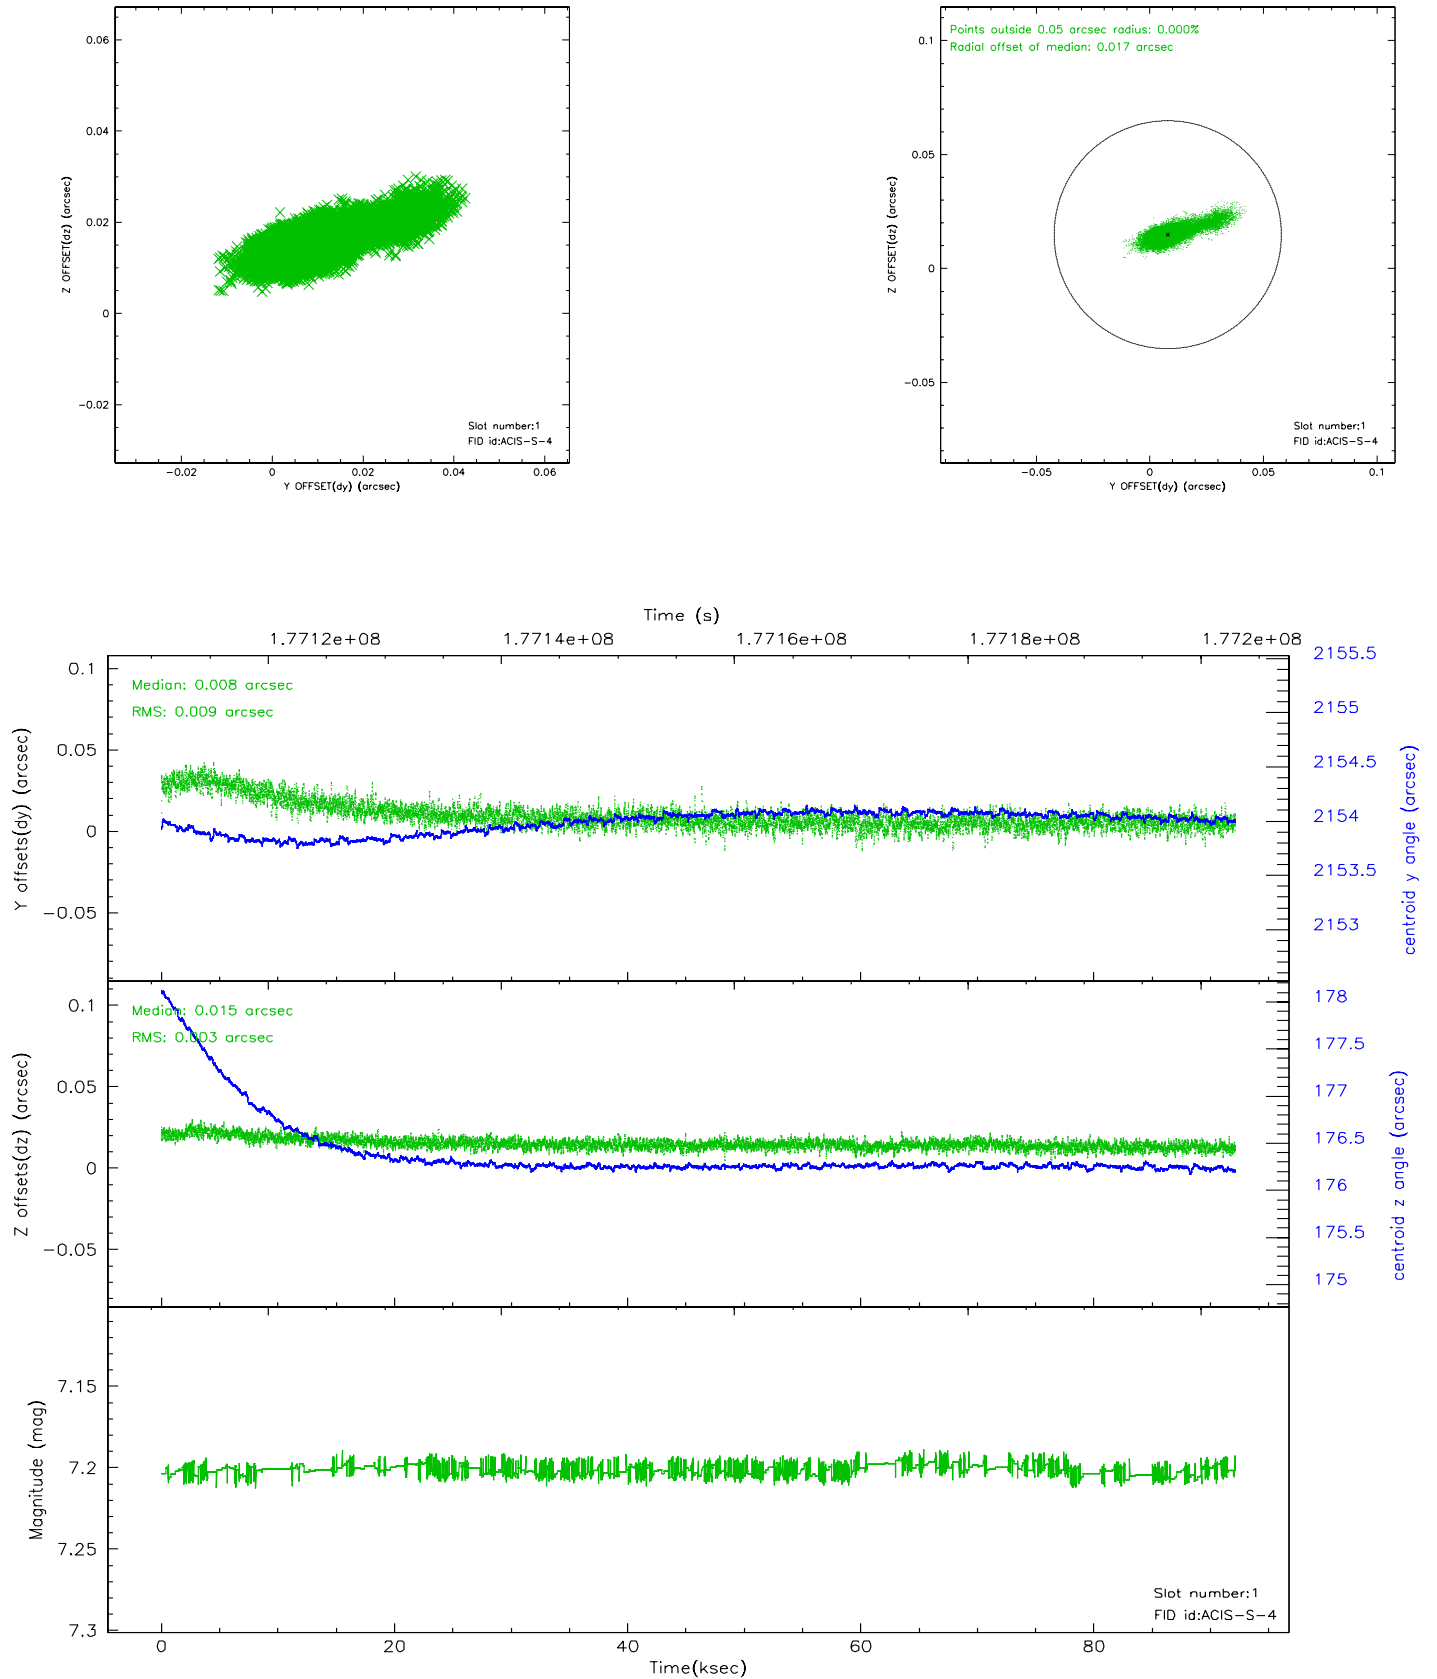 0.06
0.04
0.02
0
−0.02
Z OFFSET(dz) (arcsec)
Slot number:1
FID id:ACIS−S−4
−0.02 0 0.02 0.04 0.06
Y OFFSET(dy) (arcsec)
Points outside 0.05 arcsec radius: 0.000%
Radial offset of median: 0.017 arcsec
0.1
0.05
0
−0.05
Z OFFSET(dz) (arcsec)
Slot number:1
FID id:ACIS−S−4
−0.05 0 0.05 0.1
Y OFFSET(dy) (arcsec)
Time (s)
1.7712e+08 1.7714e+08 1.7716e+08 1.7718e+08 1.772e+08
Median: 0.008 arcsec
RMS: 0.009 arcsec
0.1
0.05
0
−0.05
Y offsets(dy) (arcsec)
2155.5
2155
2154.5
2154
2153.5
2153
centroid y angle (arcsec)
Median: 0.015 arcsec
RMS: 0.003 arcsec
0.1
0.05
0
−0.05
Z offsets(dz) (arcsec)
178
177.5
177
176.5
176
175.5
175
centroid z angle (arcsec)
7.15
7.2
7.25
7.3
Magnitude (mag)
Slot number:1
FID id:ACIS−S−4
0 20 40 60 80
Time(ksec)